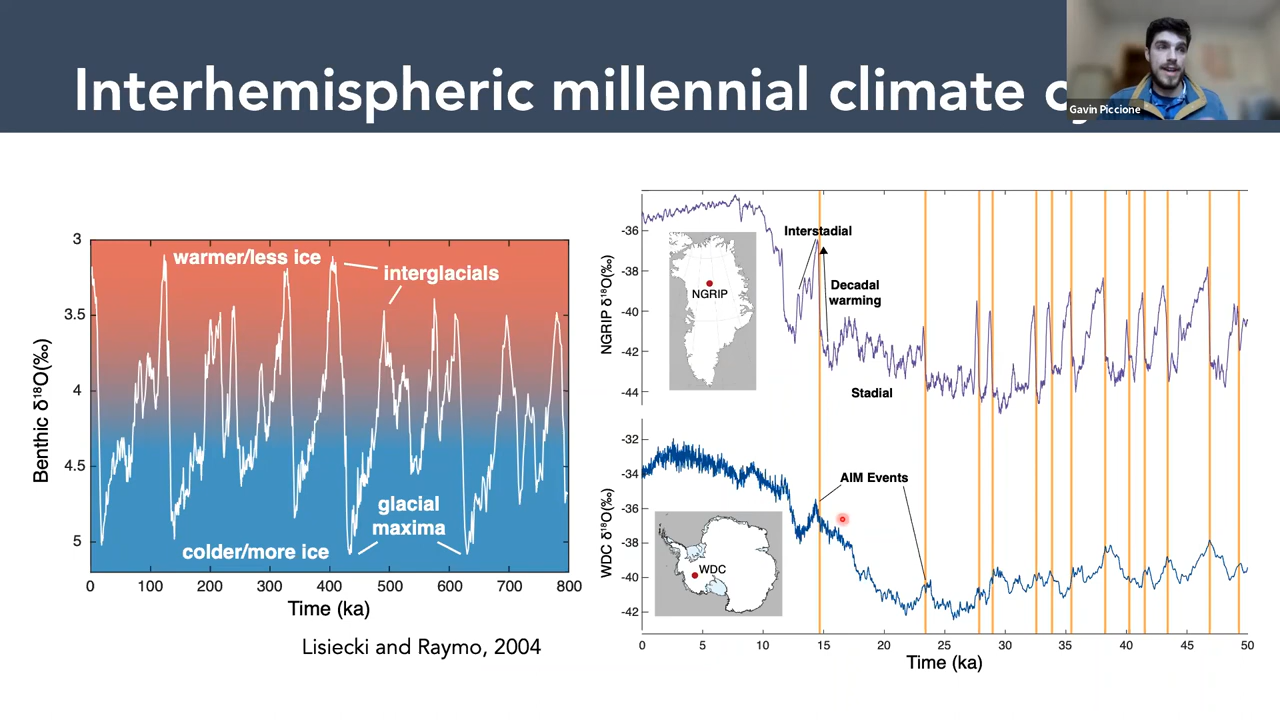 Interhemispheric millennial climate
Gavin Piccione
3
3.5
4
4.5
5
Benthic δ¹⁸O(‰)
warmer/less ice
interglacials
glacial
maxima
colder/more ice
0
100
200
300
400
500
600
700
800
Time (ka)
Lisiecki and Raymo, 2004
-36
-38
-40
-42
-44
NGRIP δ¹⁸O(‰)
Interstadial
NGRIP
Decadal
warming
Stadial
-32
-34
-36
-38
-40
-42
WDC δ¹⁸O(‰)
AIM Events
WDC
0
5
10
15
20
25
30
35
40
45
50
Time (ka)